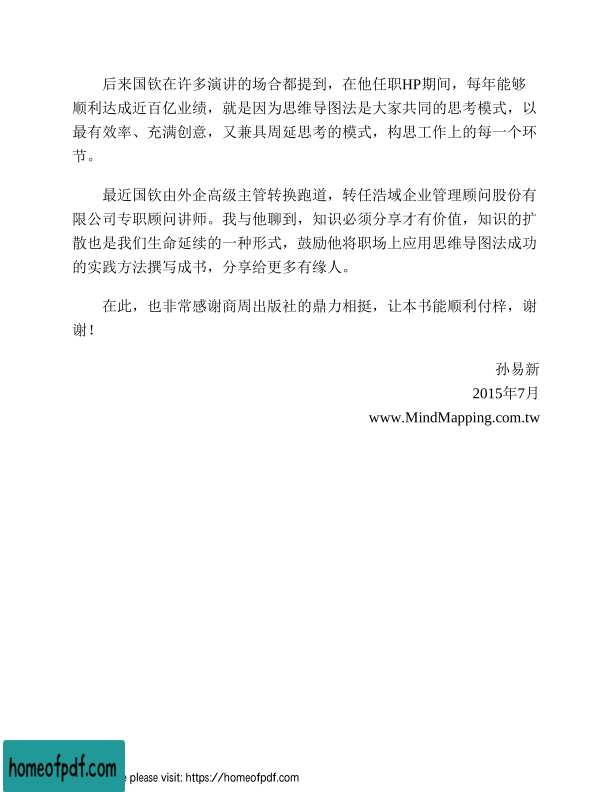 后来国钦在许多演讲的场合都提到，在他任职HP期间，每年能够
顺利达成近百亿业绩，就是因为思维导图法是大家共同的思考模式，以
最有效率、充满创意，又兼具周延思考的模式，构思工作上的每一个环
节。
最近国钦由外企高级主管转换跑道，转任浩域企业管理顾问股份有
限公司专职顾问讲师。我与他聊到，知识必须分享才有价值，知识的扩
散也是我们生命延续的一种形式，鼓励他将职场上应用思维导图法成功
的实践方法撰写成书，分享给更多有缘人。
在此，也非常感谢商周出版社的鼎力相挺，让本书能顺利付梓，谢
谢！
孙易新
2015年7月
www.MindMapping.com.tw
homeofpdf.com
e please visit: https://homeofpdf.com